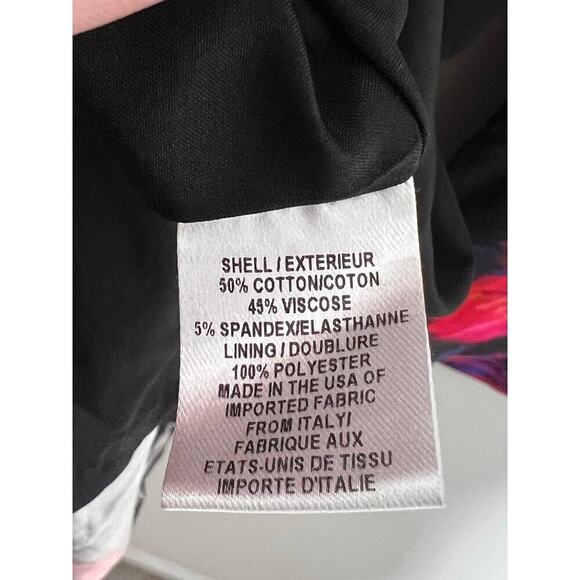 SHELL / EXTERIEUR
50% COTTON/COTON
45% VISCOSE
5% SPANDEX/ELASTHANNE
LINING / DOUBLURE
100% POLYESTER
MADE IN THE USA OF
IMPORTED FABRIC
FROM ITALY/
FABRIQUE AUX
ETATS-UNIS DE TISSU
IMPORTE D'ITALIE